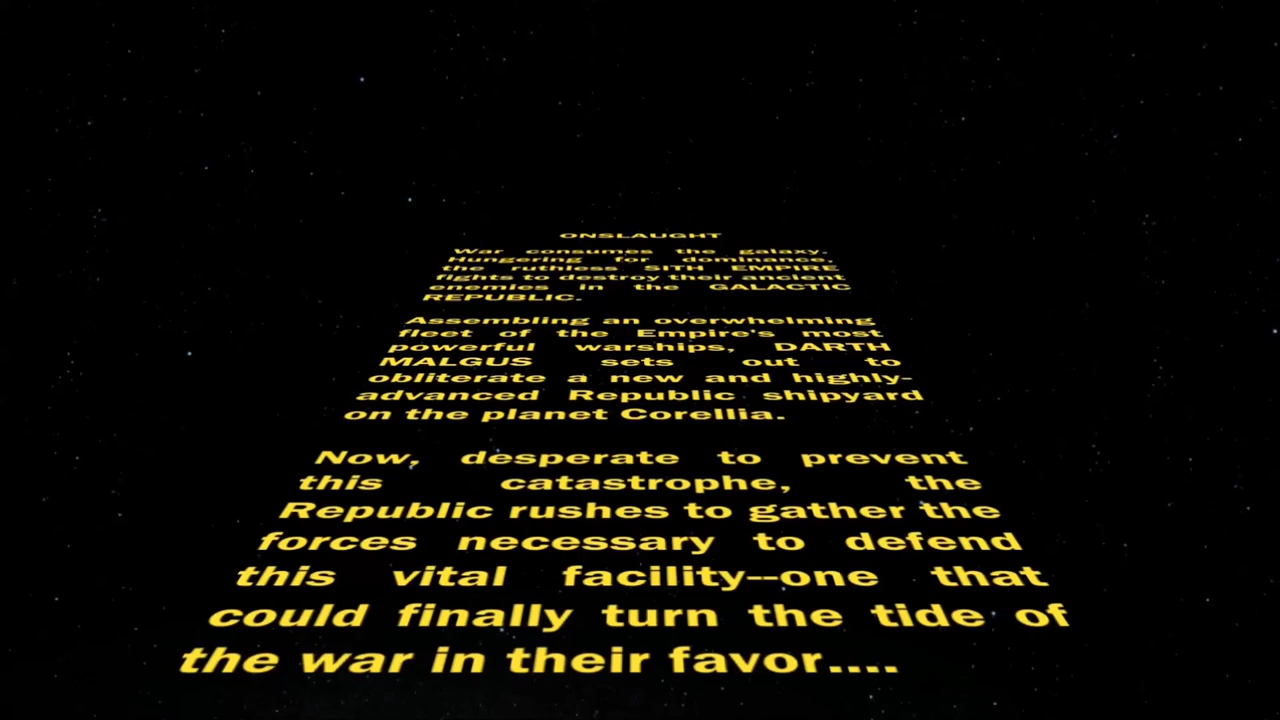 ONSLAUGHT
War consumes the galaxy.
Hungering for dominance,
the ruthless SITH EMPIRE
fights to destroy their ancient
enemies in the GALACTIC
REPUBLIC.
Assembling an overwhelming
fleet of the Empire's most
powerful warships, DARTH
MALGUS sets out to
obliterate a new and highly-
advanced Republic shipyard
on the planet Corellia.
Now, desperate to prevent
this catastrophe, the
Republic rushes to gather the
forces necessary to defend
this vital facility--one that
could finally turn the tide of
the war in their favor....